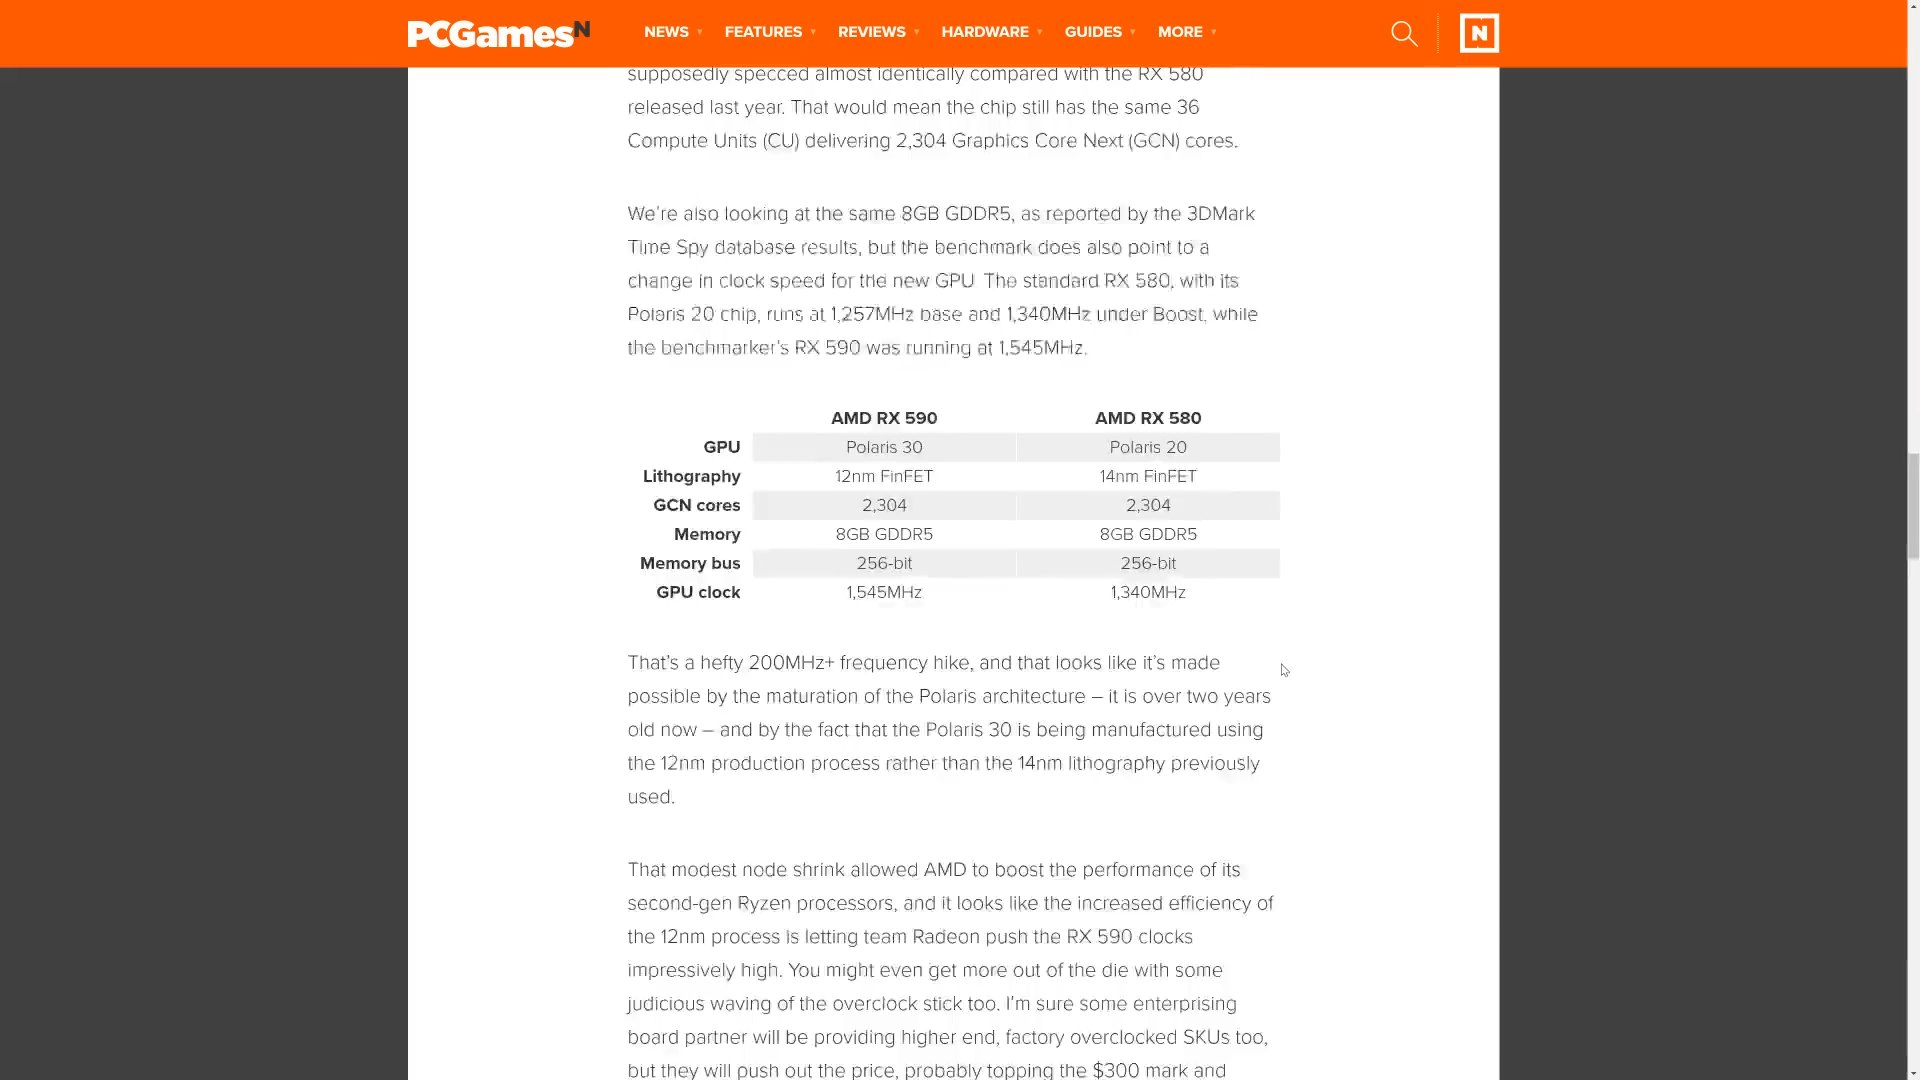 PCGamesN
NEWS FEATURES REVIEWS HARDWARE GUIDES MORE
N
supposedly specced almost identically compared with the RX 580
released last year. That would mean the chip still has the same 36
Compute Units (CU) delivering 2,304 Graphics Core Next (GCN) cores.
We're also looking at the same 8GB GDDR5, as reported by the 3DMark
Time Spy database results, but the benchmark does also point to a
change in clock speed for the new GPU. The standard RX 580, with its
Polaris 20 chip, runs at 1,257MHz base and 1,340MHz under Boost, while
the benchmarker's RX 590 was running at 1,545MHz.
AMD RX 590 AMD RX 580
GPU Polaris 30 Polaris 20
Lithography 12nm FinFET 14nm FinFET
GCN cores 2,304 2,304
Memory 8GB GDDR5 8GB GDDR5
Memory bus 256-bit 256-bit
GPU clock 1,545MHz 1,340MHz
That's a hefty 200MHz+ frequency hike, and that looks like it's made
possible by the maturation of the Polaris architecture – it is over two years
old now – and by the fact that the Polaris 30 is being manufactured using
the 12nm production process rather than the 14nm lithography previously
used.
That modest node shrink allowed AMD to boost the performance of its
second-gen Ryzen processors, and it looks like the increased efficiency of
the 12nm process is letting team Radeon push the RX 590 clocks
impressively high. You might even get more out of the die with some
judicious waving of the overclock stick too. I'm sure some enterprising
board partner will be providing higher end, factory overclocked SKUs too,
but they will push out the price, probably topping the $300 mark and